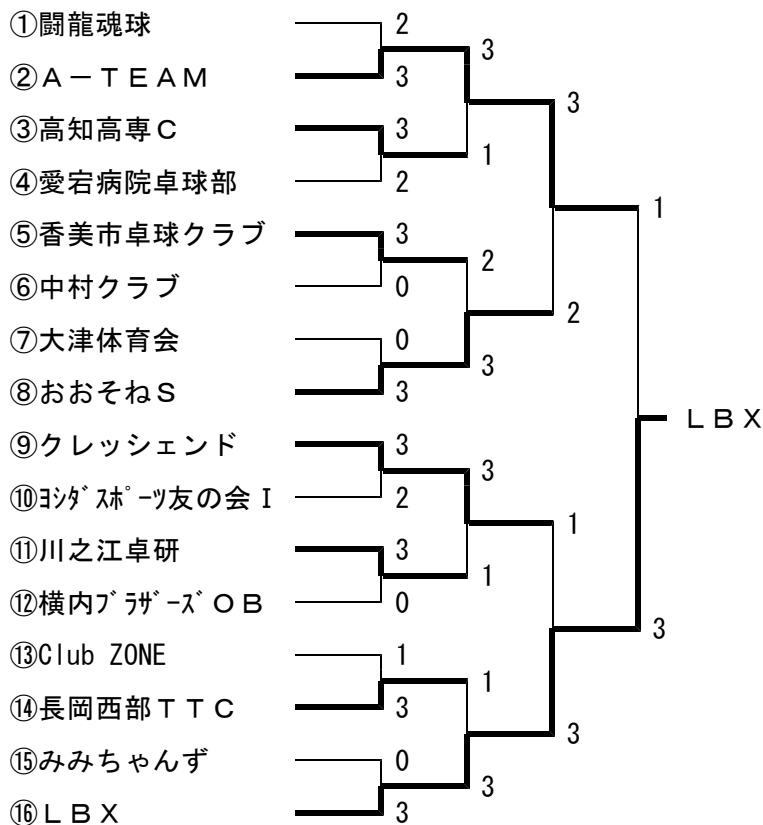 ①闘龍魂球 2
3
②Ａ－ＴＥＡＭ 3
3
③高知高専Ｃ 3
1
④愛宕病院卓球部 2
1
⑤香美市卓球クラブ 3
2
⑥中村クラブ 0
2
⑦大津体育会 0
3
⑧おおそねＳ 3
ＬＢＸ
⑨クレッシェンド 3
3
⑩ﾖｼﾀﾞｽﾎﾟｰﾂ友の会Ｉ 2
1
⑪川之江卓研 3
1
⑫横内ﾌﾞﾗｻﾞｰｽﾞＯＢ 0
3
⑬Club ZONE 1
1
⑭長岡西部ＴＴＣ 3
3
⑮みみちゃんず 0
3
⑯ＬＢＸ 3